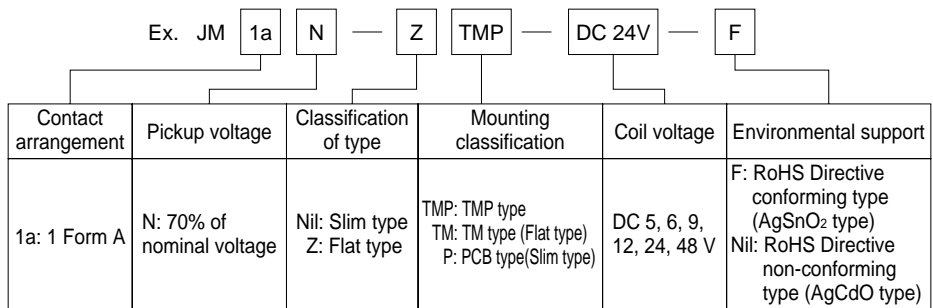 Ex. JM 1a N — Z TMP — DC 24V — F
Contact
arrangement
Pickup voltage
Classification
of type
Mounting
classification
Coil voltage
Environmental support
1a: 1 Form A
N: 70% of
nominal voltage
Nil: Slim type
Z: Flat type
TMP: TMP type
TM: TM type (Flat type)
P: PCB type(Slim type)
DC 5, 6, 9,
12, 24, 48 V
F: RoHS Directive
conforming type
(AgSnO₂ type)
Nil: RoHS Directive
non-conforming
type (AgCdO type)